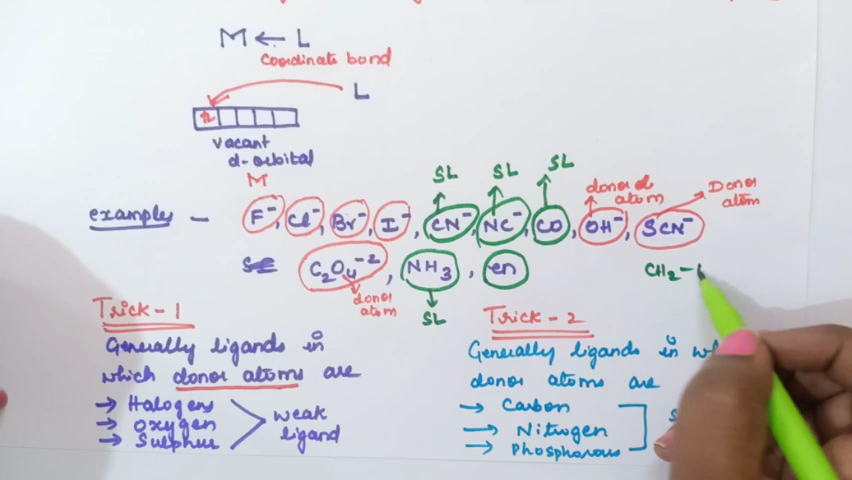 M ← L
Coordinate bond
L
1L
vacant
d-orbital
M
SL SL SL
donor d atom
Donor atom
examples - F⁻, Cl⁻, Br⁻, I⁻, CN⁻, NC⁻, CO, OH⁻, SCN⁻
C₂O₄⁻², NH₃, en
CH₂-
donor atom
SL
Trick-1
Generally ligands in
which donor atoms are
→ Halogens
→ oxygen
→ Sulphur
weak
ligand
Trick-2
Generally ligands in
donor atoms are
→ Carbon
→ Nitrogen
→ Phosphorous